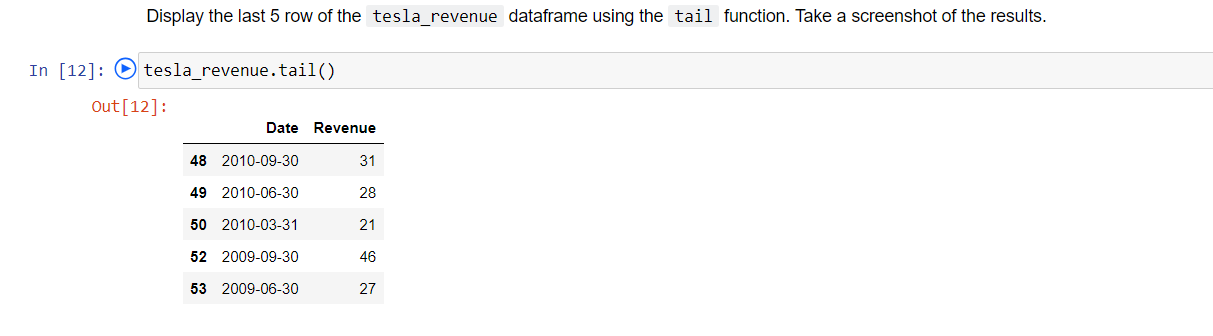 Display the last 5 row of the tesla_revenue dataframe using the tail function. Take a screenshot of the results.
In [12]: tesla_revenue.tail()
Out[12]:
Date Revenue
48 2010-09-30 31
49 2010-06-30 28
50 2010-03-31 21
52 2009-09-30 46
53 2009-06-30 27